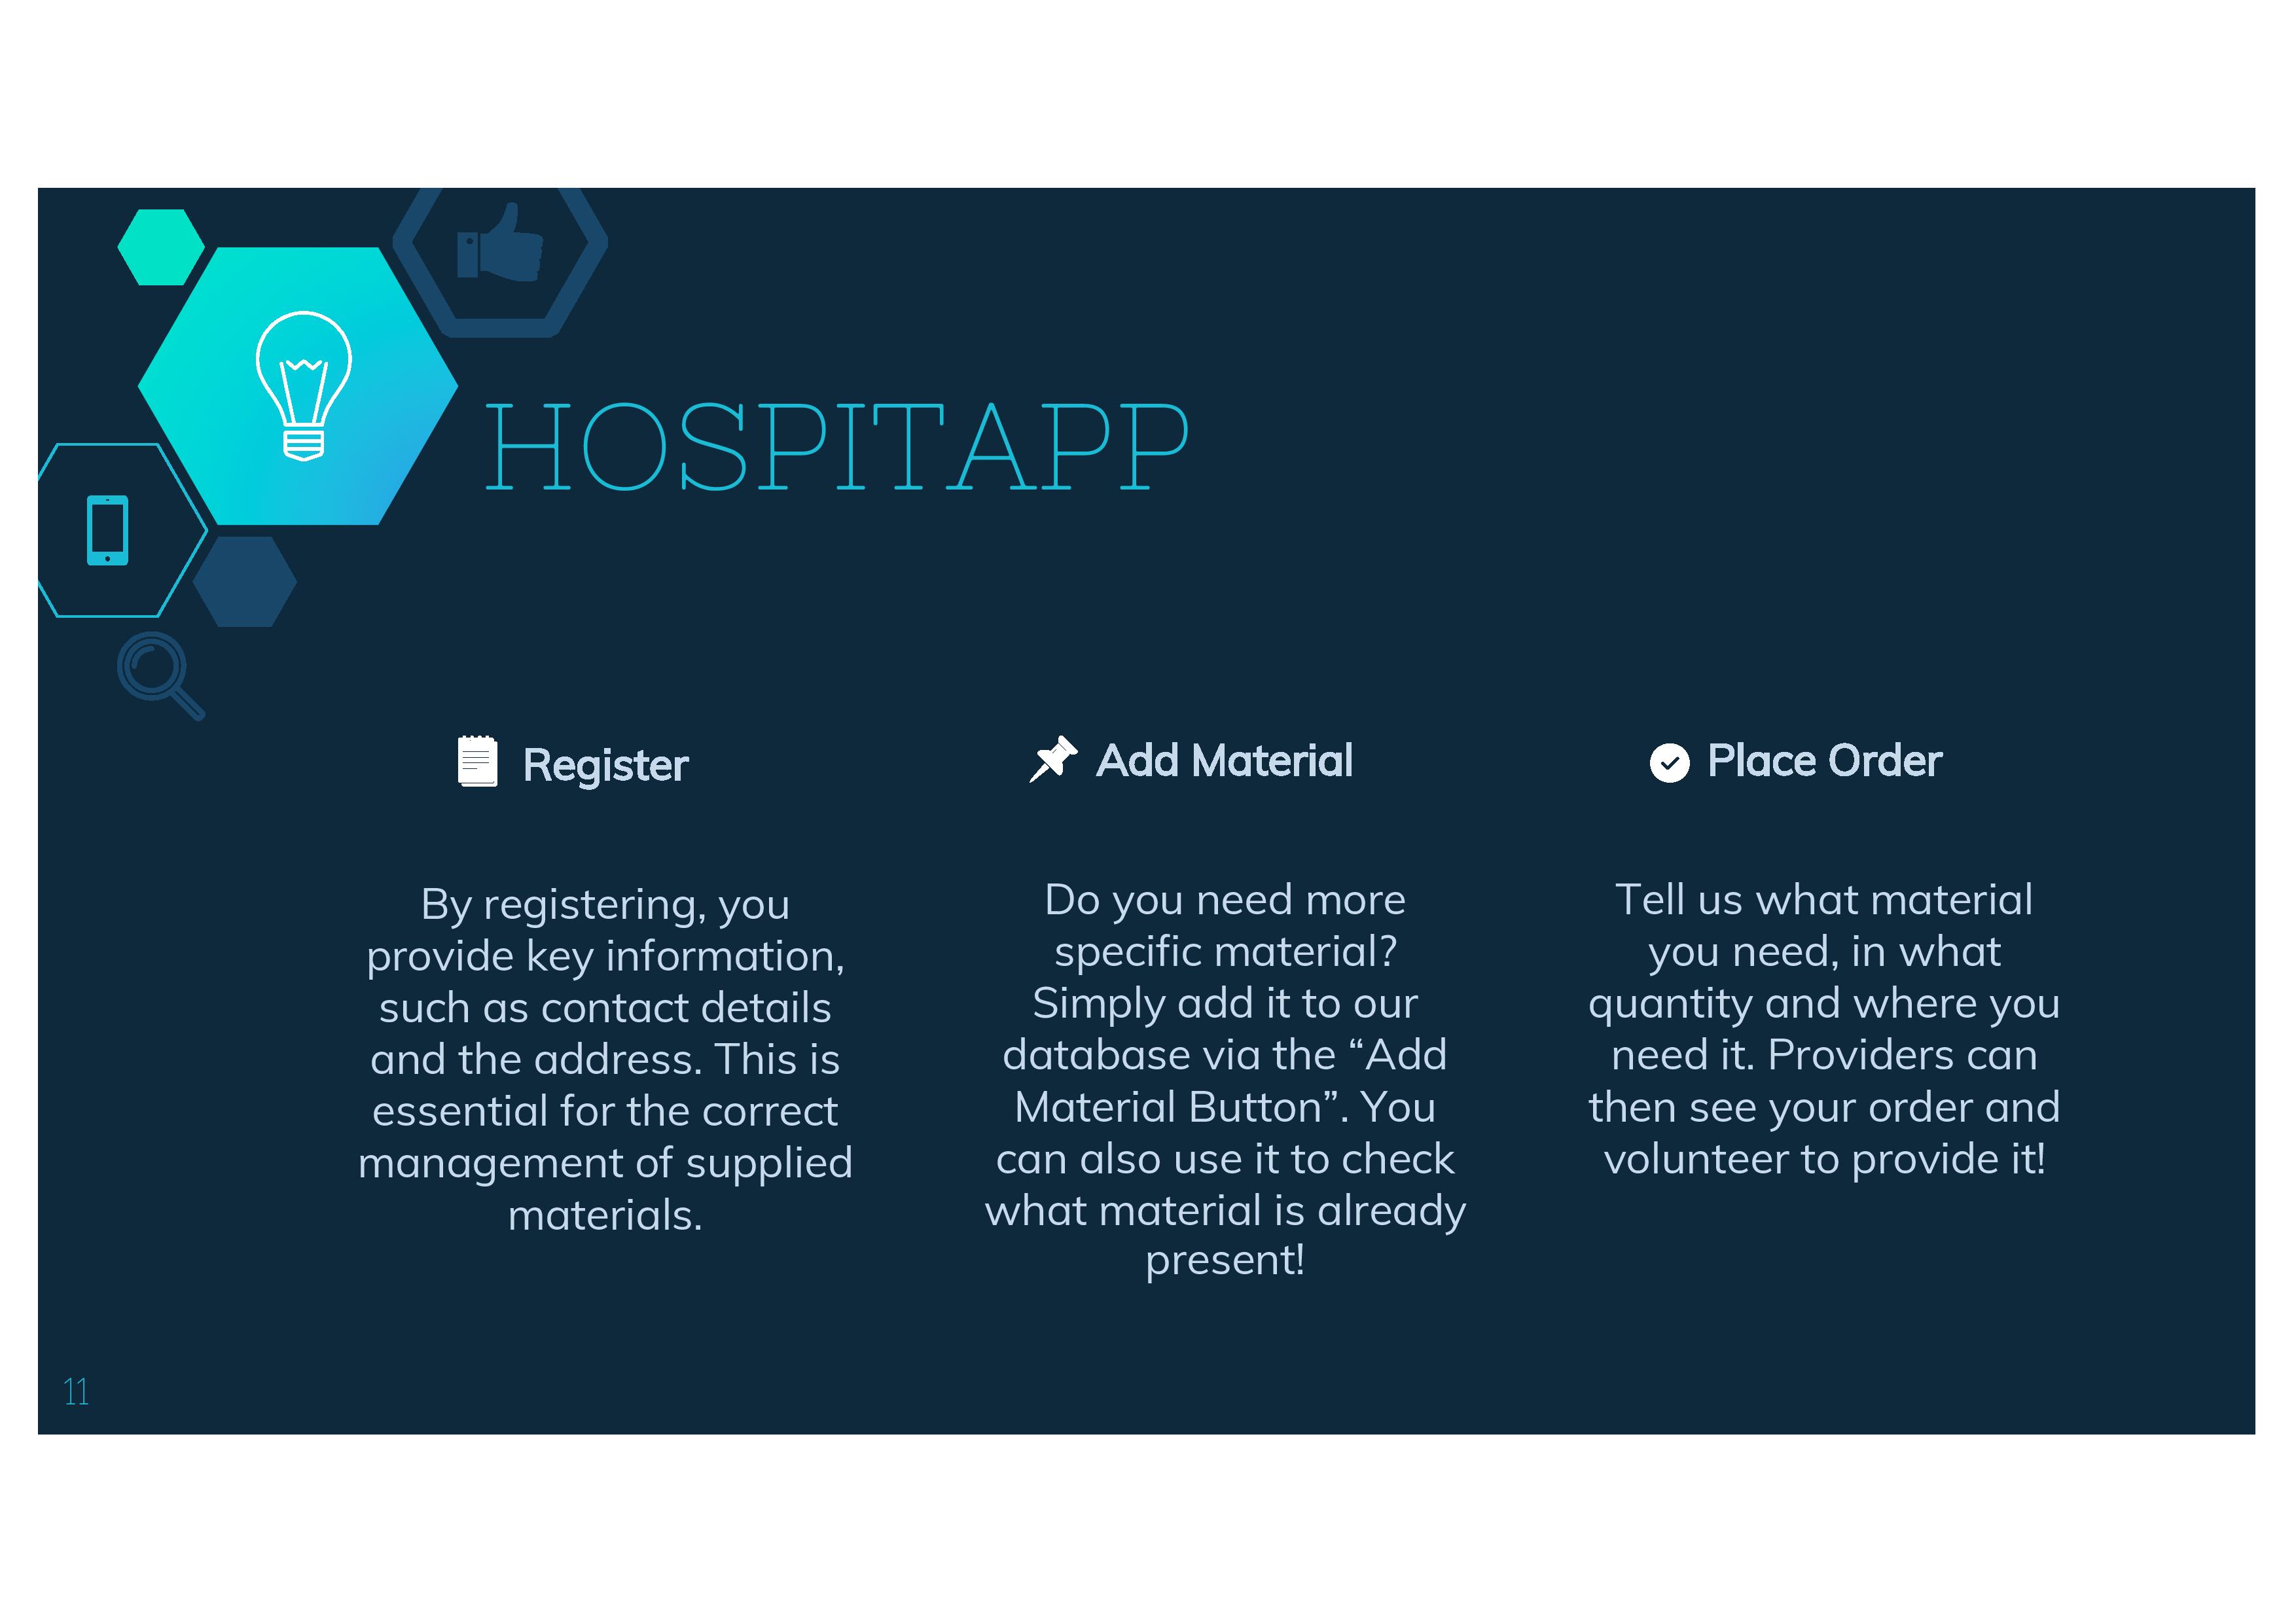 HOSPITAPP
Register
By registering, you
provide key information,
such as contact details
and the address. This is
essential for the correct
management of supplied
materials.
Add Material
Do you need more
specific material?
Simply add it to our
database via the “Add
Material Button”. You
can also use it to check
what material is already
present!
Place Order
Tell us what material
you need, in what
quantity and where you
need it. Providers can
then see your order and
volunteer to provide it!
11